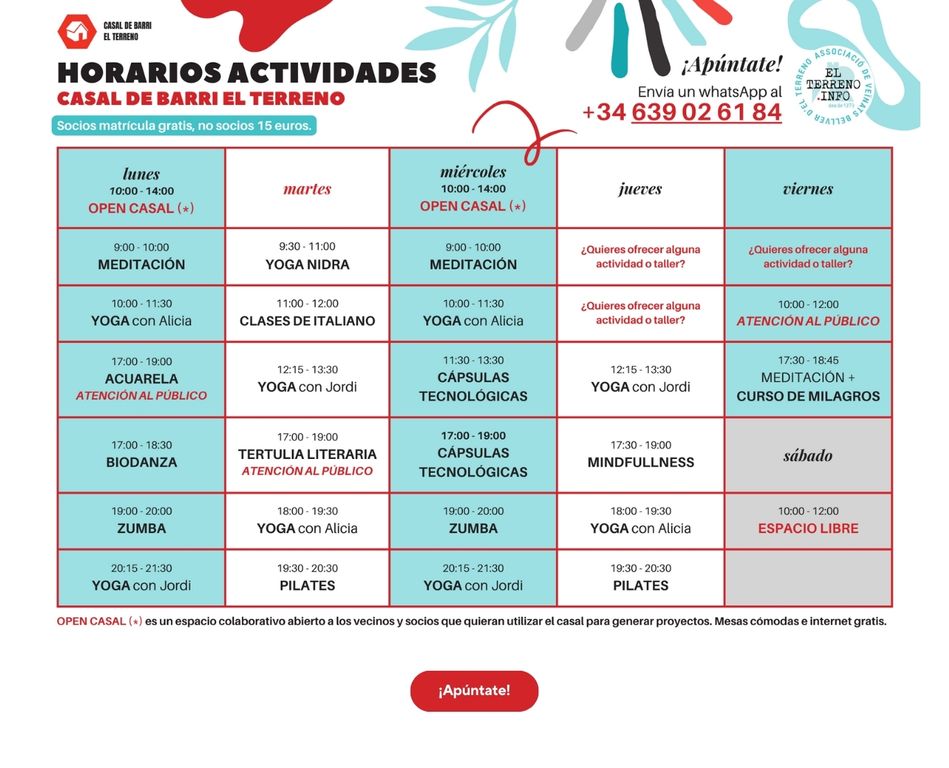 CASAL DE BARRI
EL TERRENO
HORARIOS ACTIVIDADES
CASAL DE BARRI EL TERRENO
Socios matrícula gratis, no socios 15 euros.
¡Apúntate!
Envía un whatsApp al
+34 639 02 61 84
EL TERRENO ASSOCIACIÓ DE VEINATS BELLVER D'EL TERRENO
EL
TERRENO
.INFO
lunes
10:00 - 14:00
OPEN CASAL (*)
martes
miércoles
10:00 - 14:00
OPEN CASAL (*)
jueves
viernes
9:00 - 10:00
MEDITACIÓN
9:30 - 11:00
YOGA NIDRA
9:00 - 10:00
MEDITACIÓN
¿Quieres ofrecer alguna
actividad o taller?
¿Quieres ofrecer alguna
actividad o taller?
10:00 - 11:30
YOGA con Alicia
11:00 - 12:00
CLASES DE ITALIANO
10:00 - 11:30
YOGA con Alicia
¿Quieres ofrecer alguna
actividad o taller?
10:00 - 12:00
ATENCIÓN AL PÚBLICO
17:00 - 19:00
ACUARELA
ATENCIÓN AL PÚBLICO
12:15 - 13:30
YOGA con Jordi
11:30 - 13:30
CÁPSULAS
TECNOLÓGICAS
12:15 - 13:30
YOGA con Jordi
17:30 - 18:45
MEDITACIÓN +
CURSO DE MILAGROS
17:00 - 18:30
BIODANZA
17:00 - 19:00
TERTULIA LITERARIA
ATENCIÓN AL PÚBLICO
17:00 - 19:00
CÁPSULAS
TECNOLÓGICAS
17:30 - 19:00
MINDFULLNESS
sábado
19:00 - 20:00
ZUMBA
18:00 - 19:30
YOGA con Alicia
19:00 - 20:00
ZUMBA
18:00 - 19:30
YOGA con Alicia
10:00 - 12:00
ESPACIO LIBRE
20:15 - 21:30
YOGA con Jordi
19:30 - 20:30
PILATES
20:15 - 21:30
YOGA con Jordi
19:30 - 20:30
PILATES
OPEN CASAL (*) es un espacio colaborativo abierto a los vecinos y socios que quieran utilizar el casal para generar proyectos. Mesas cómodas e internet gratis.
¡Apúntate!